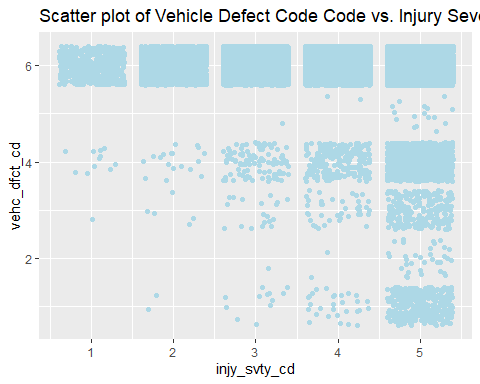 Scatter plot of Vehicle Defect Code Code vs. Injury Seve
6
4
2
vehc_dfct_cd
1 2 3 4 5
injy_svty_cd